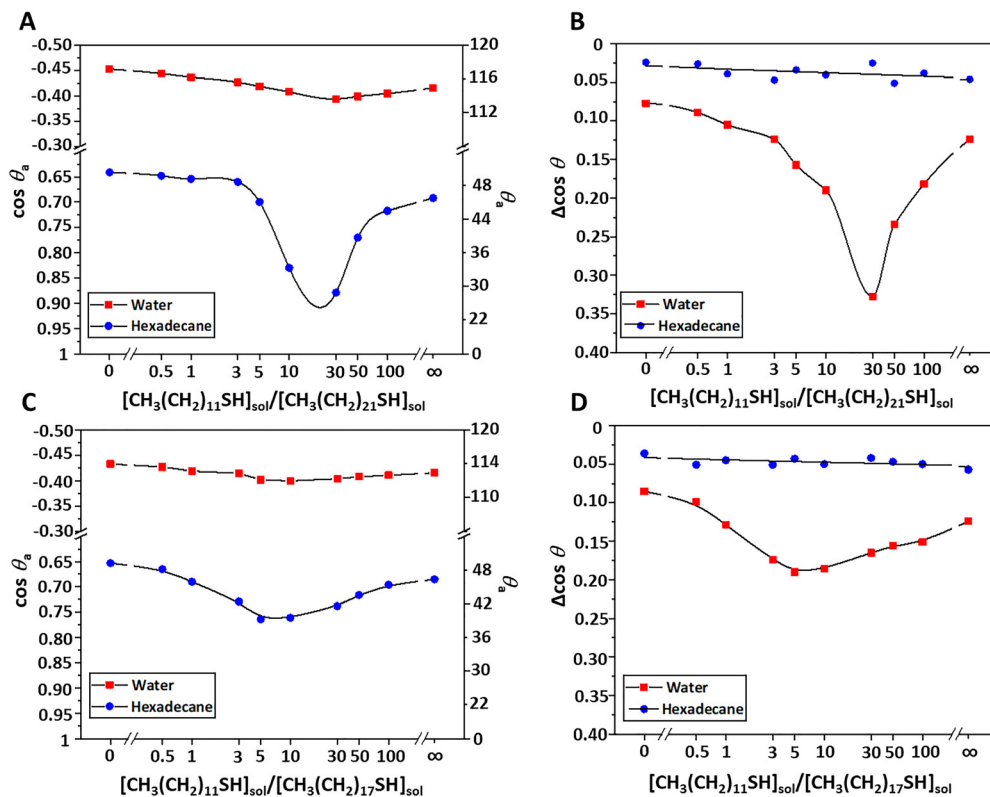 A
cos θa
-0.50
-0.45
-0.40
-0.35
-0.30
0.65
0.70
0.75
0.80
0.85
0.90
0.95
1
120
116
112
48
44
36
30
22
0
θa
Water
Hexadecane
0 0.5 1 3 5 10 30 50 100 ∞
[CH3(CH2)11SH]sol/[CH3(CH2)21SH]sol
B
Δcos θ
0
0.05
0.10
0.15
0.20
0.25
0.30
0.35
0.40
Water
Hexadecane
0 0.5 1 3 5 10 30 50 100 ∞
[CH3(CH2)11SH]sol/[CH3(CH2)21SH]sol
C
cos θa
-0.50
-0.45
-0.40
-0.35
-0.30
0.65
0.70
0.75
0.80
0.85
0.90
0.95
1
120
114
110
48
42
36
30
22
0
θa
Water
Hexadecane
0 0.5 1 3 5 10 30 50 100 ∞
[CH3(CH2)11SH]sol/[CH3(CH2)17SH]sol
D
Δcos θ
0
0.05
0.10
0.15
0.20
0.25
0.30
0.35
0.40
Water
Hexadecane
0 0.5 1 3 5 10 30 50 100 ∞
[CH3(CH2)11SH]sol/[CH3(CH2)17SH]sol